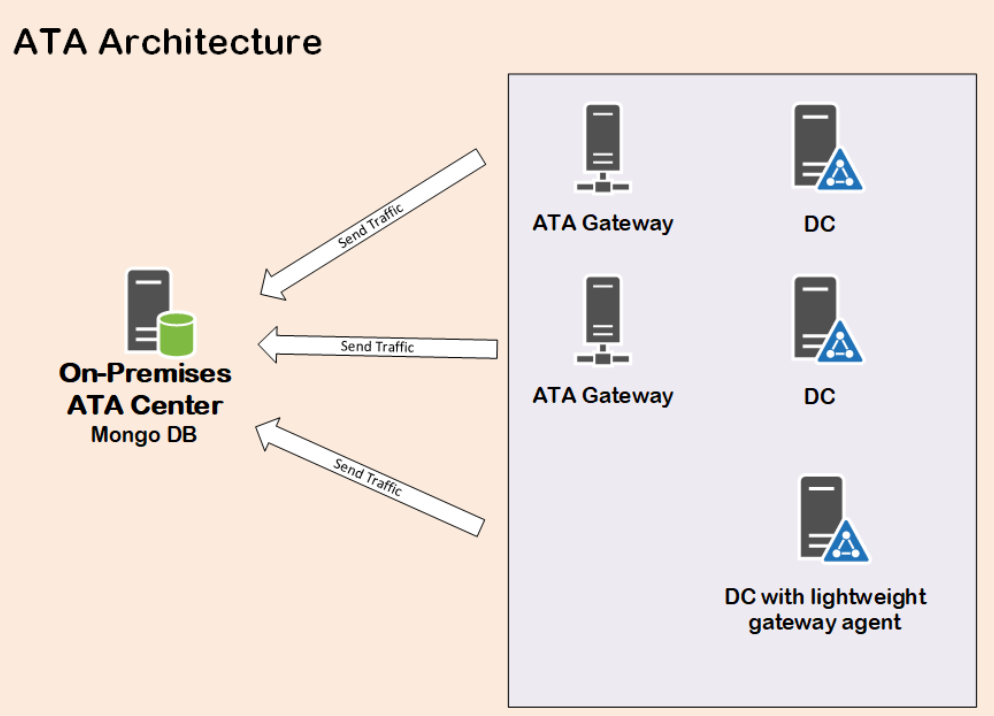 ATA Architecture
Send Traffic
ATA Gateway
DC
Send Traffic
On-Premises
ATA Center
Mongo DB
ATA Gateway
DC
Send Traffic
DC with lightweight
gateway agent